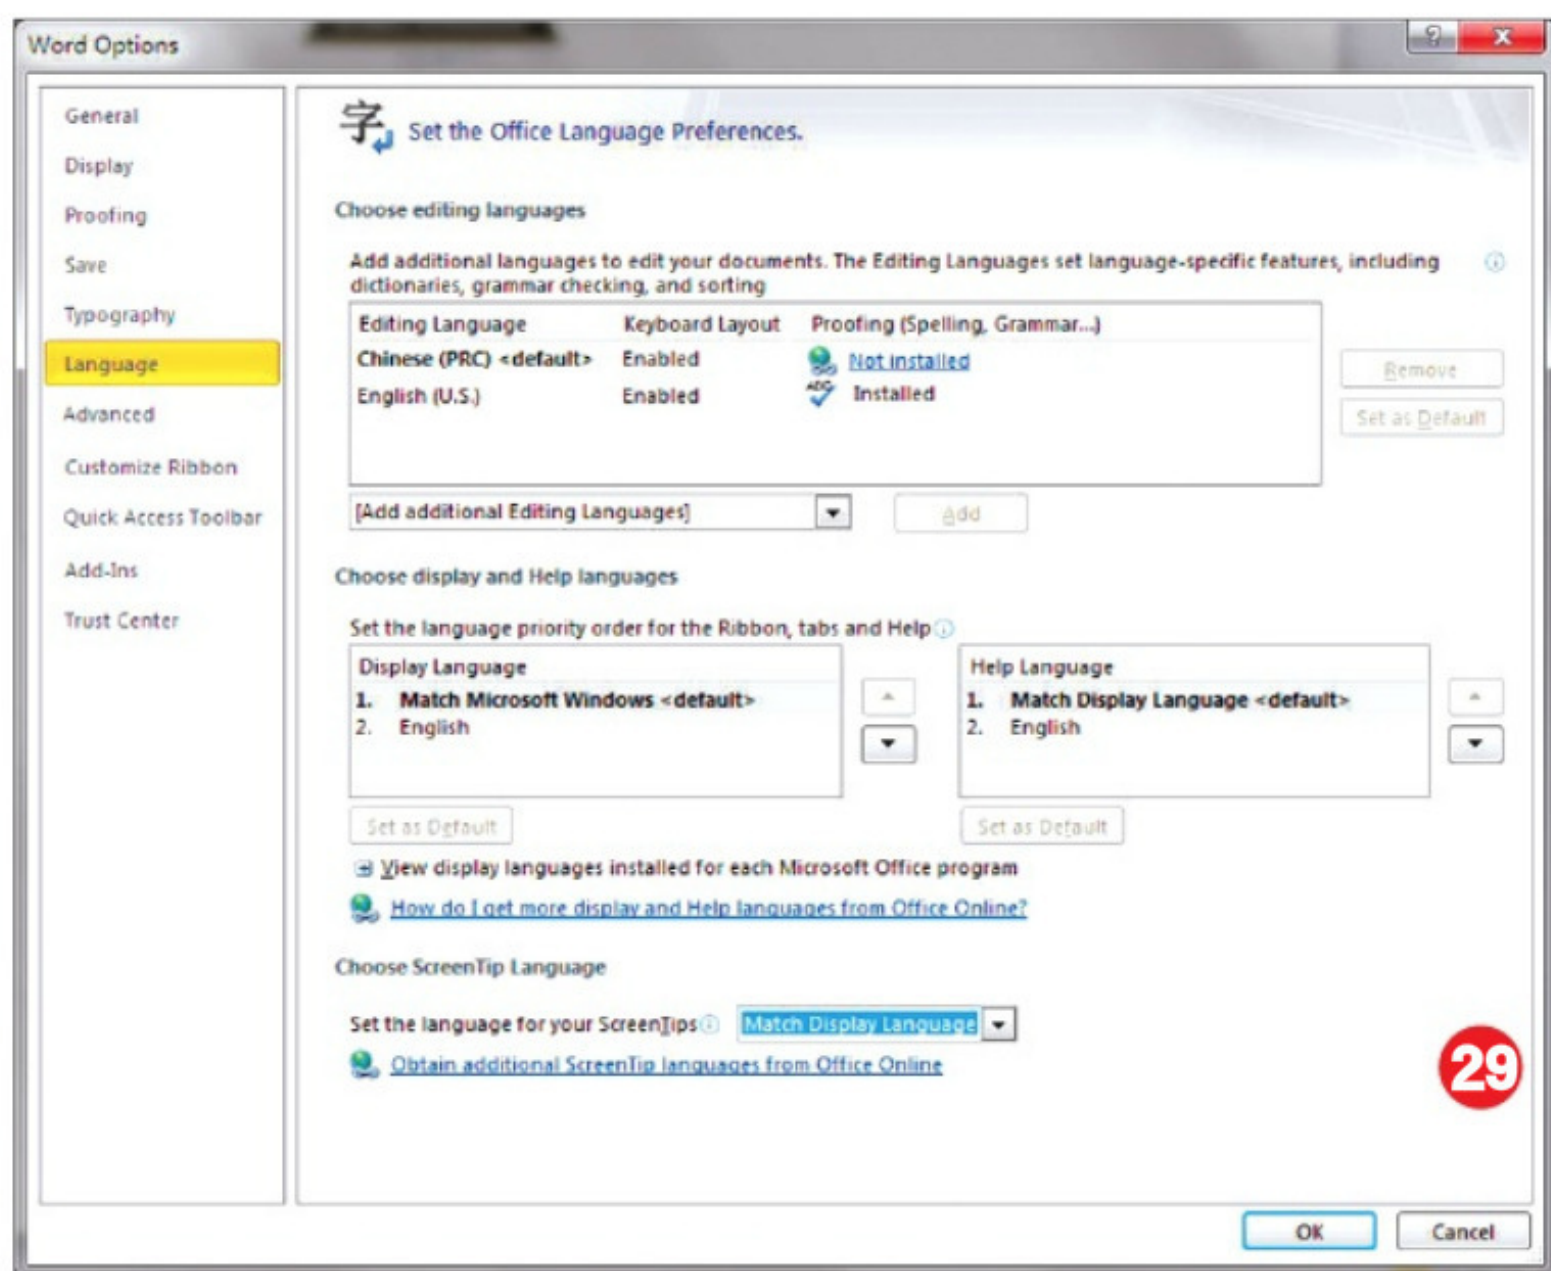 Word Options
?
X
General
Display
Proofing
Save
Typography
Language
Advanced
Customize Ribbon
Quick Access Toolbar
Add-Ins
Trust Center
字 Set the Office Language Preferences.
Choose editing languages
Add additional languages to edit your documents. The Editing Languages set language-specific features, including
dictionaries, grammar checking, and sorting
Editing Language Keyboard Layout Proofing (Spelling, Grammar...)
Chinese (PRC) <default> Enabled Not installed
English (U.S.) Enabled ABC Installed
Remove
Set as Default
[Add additional Editing Languages] Add
Choose display and Help languages
Set the language priority order for the Ribbon, tabs and Help
Display Language
1. Match Microsoft Windows <default>
2. English
Set as Default
Help Language
1. Match Display Language <default>
2. English
Set as Default
View display languages installed for each Microsoft Office program
How do I get more display and Help languages from Office Online?
Choose ScreenTip Language
Set the language for your ScreenTips Match Display Language
Obtain additional ScreenTip languages from Office Online
29
OK Cancel